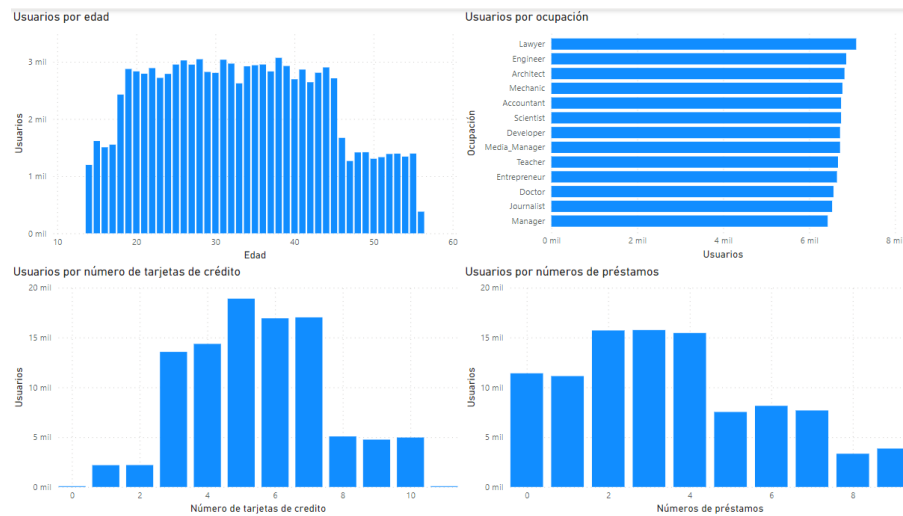 Usuarios por edad
3 mil
2 mil
1 mil
0 mil
Usuarios
10 20 30 40 50 60
Edad
Usuarios por ocupación
Ocupación
Lawyer
Engineer
Architect
Mechanic
Accountant
Scientist
Developer
Media_Manager
Teacher
Entrepreneur
Doctor
Journalist
Manager
0 mil 2 mil 4 mil 6 mil 8 mil
Usuarios
Usuarios por número de tarjetas de crédito
20 mil
15 mil
10 mil
5 mil
0 mil
Usuarios
0 2 4 6 8 10
Número de tarjetas de credito
Usuarios por números de préstamos
20 mil
15 mil
10 mil
5 mil
0 mil
Usuarios
0 2 4 6 8
Números de préstamos